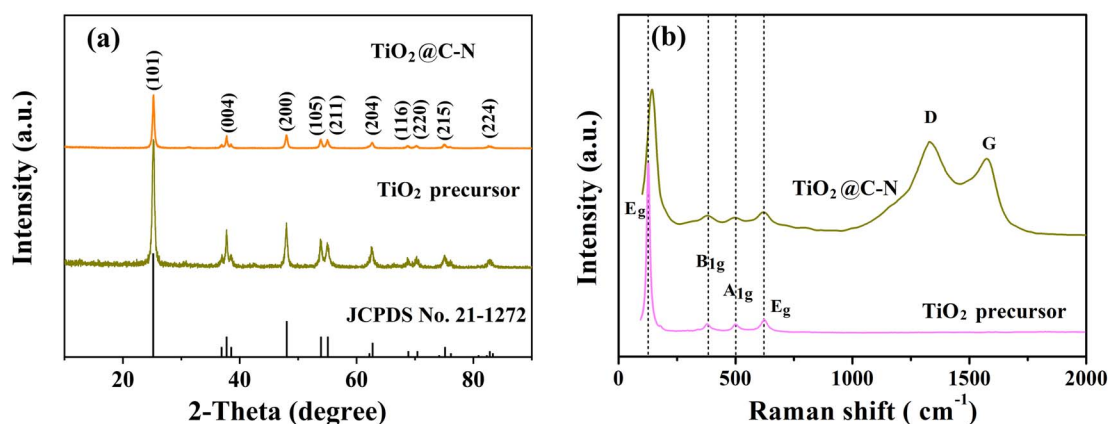 (a)
TiO2@C-N
(101)
(004)
(200)
(105)
(211)
(204)
(116)
(220)
(215)
(224)
TiO2 precursor
JCPDS No. 21-1272
Intensity (a.u.)
20
40
60
80
2-Theta (degree)
(b)
D
G
TiO2@C-N
Eg
B1g
A1g
Eg
TiO2 precursor
Intensity (a.u.)
0
500
1000
1500
2000
Raman shift ( cm-1)